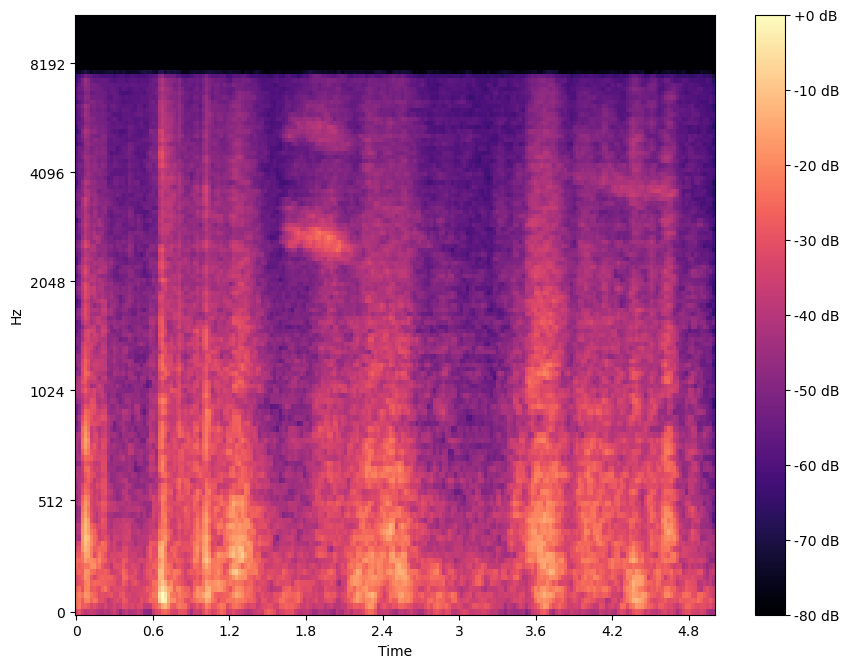 +0 dB
8192
-10 dB
4096
-20 dB
-30 dB
2048
Hz
-40 dB
1024
-50 dB
-60 dB
512
-70 dB
0
-80 dB
0 0.6 1.2 1.8 2.4 3 3.6 4.2 4.8
Time